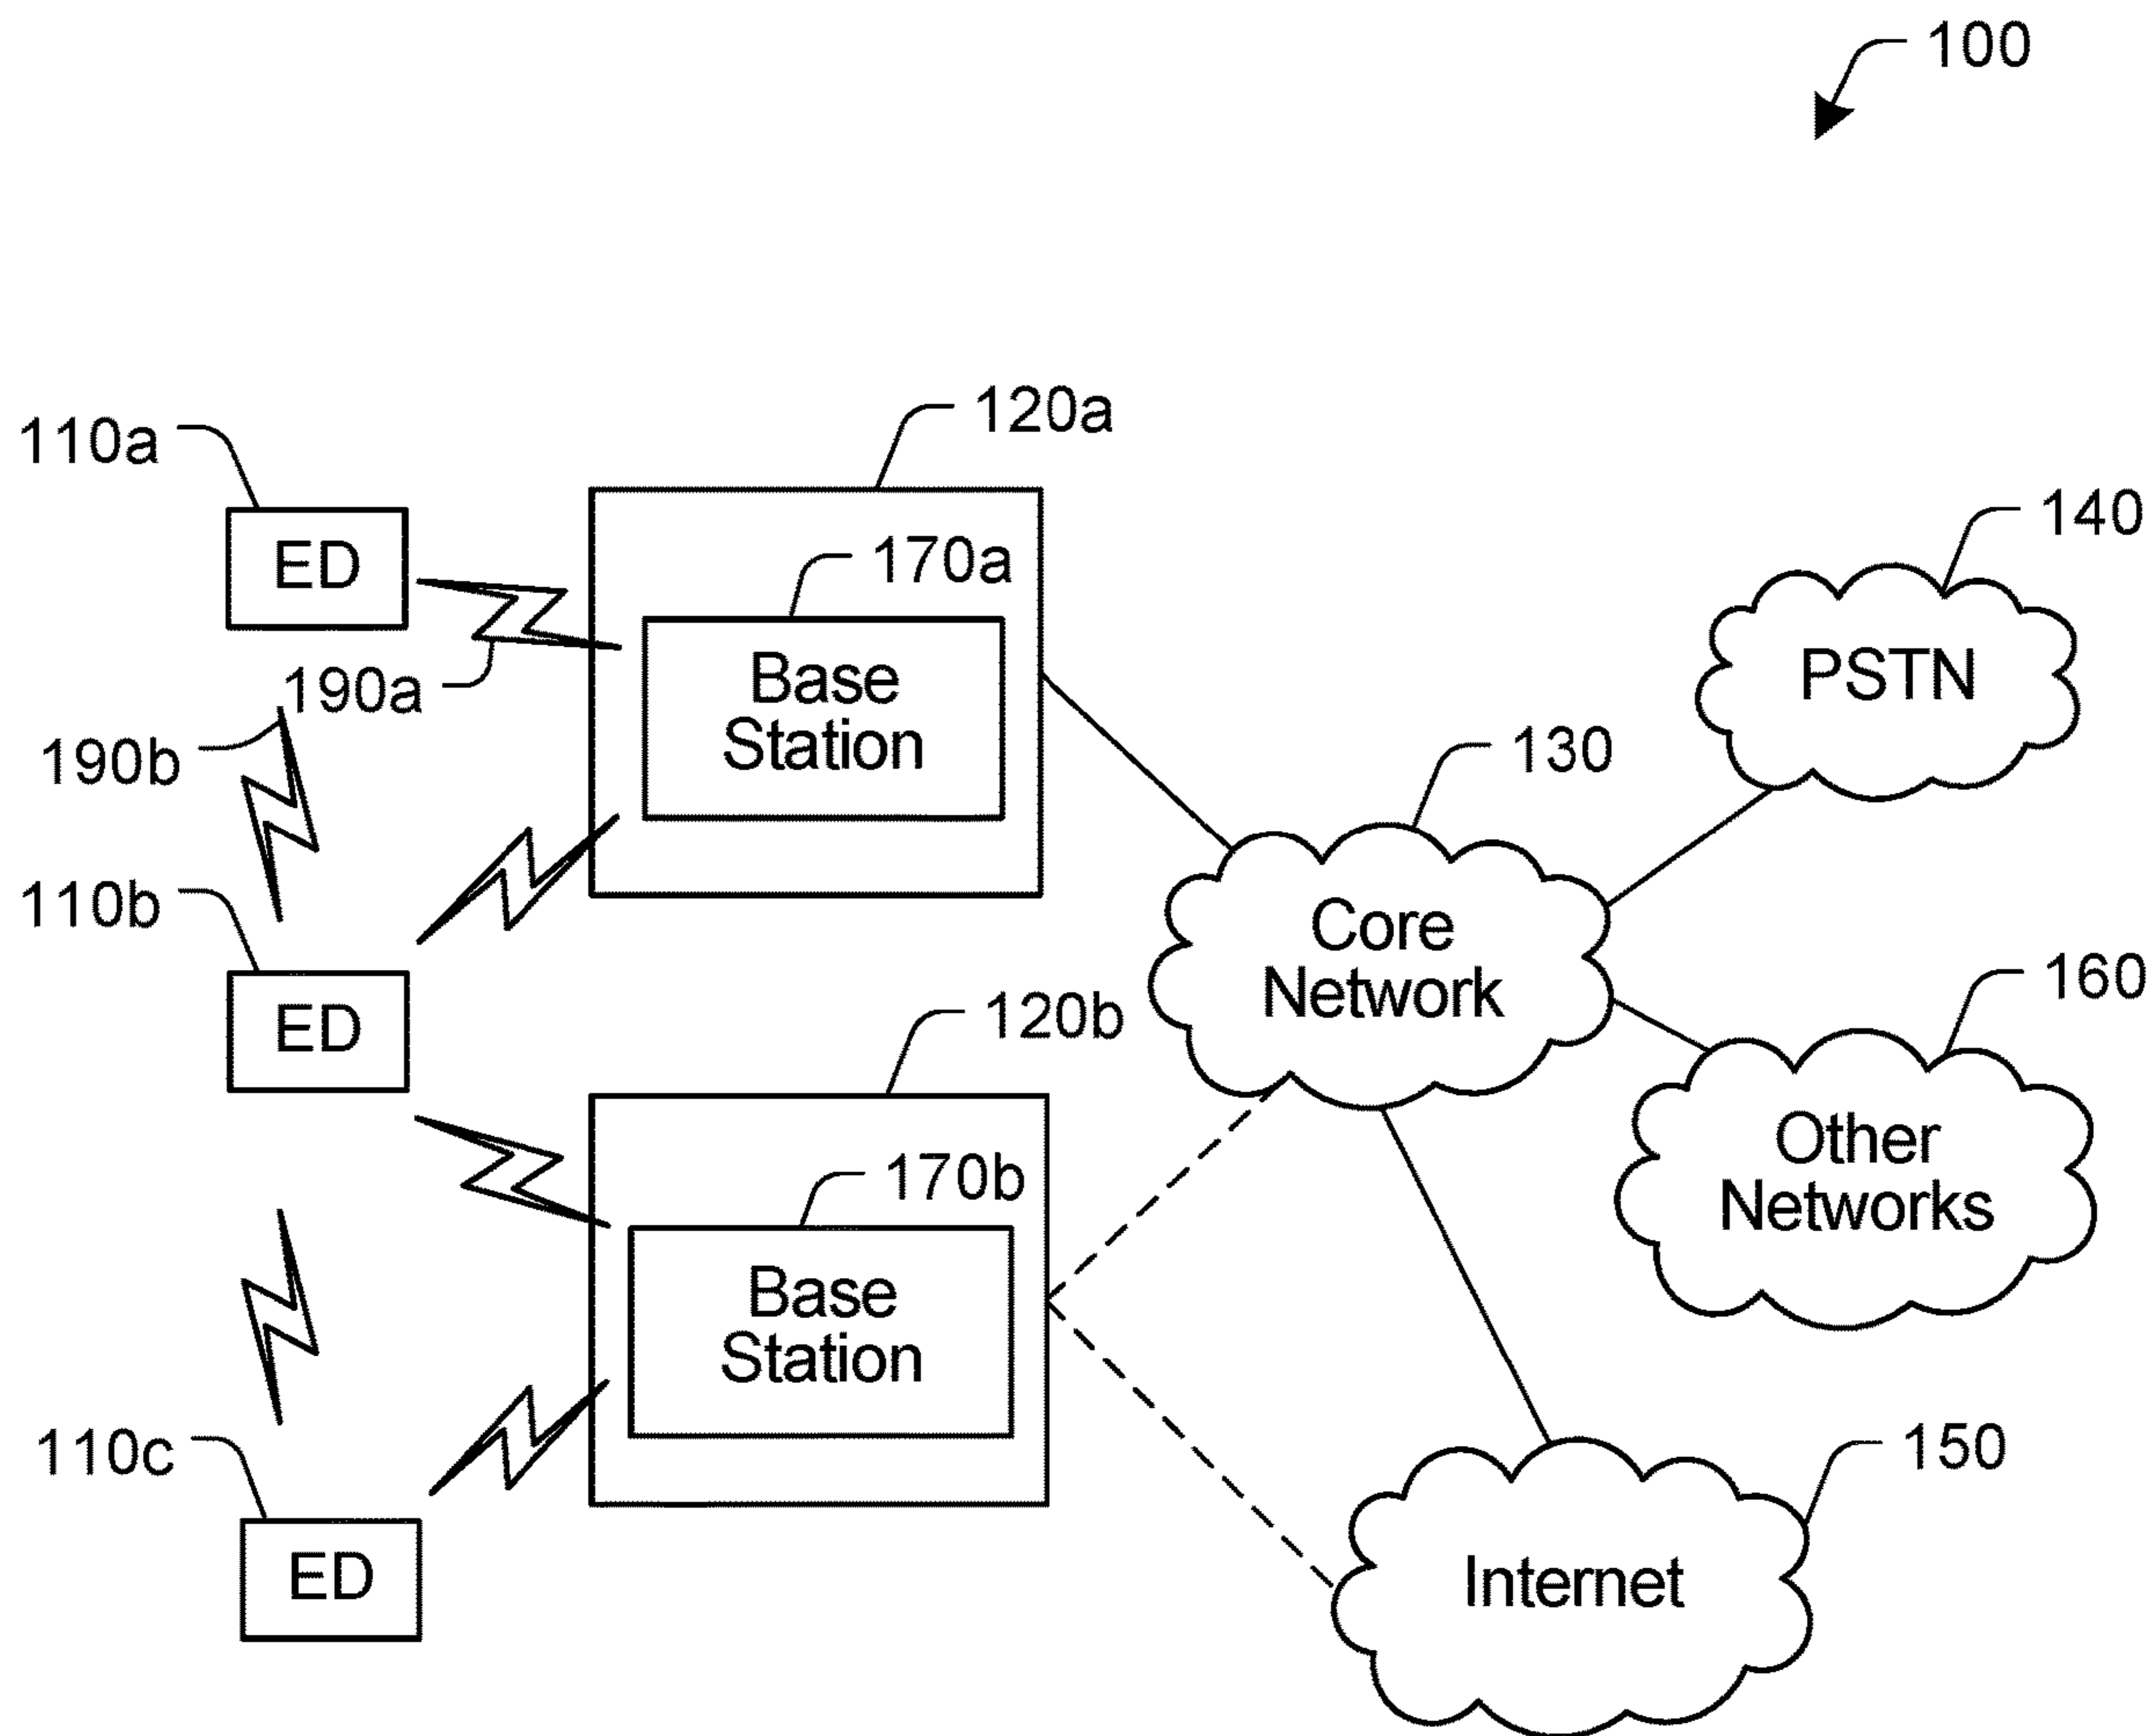 100
120a
110a
ED
170a
140
Base
Station
PSTN
190a
190b
130
110b
Core
Network
ED
120b
160
Other
Networks
170b
Base
Station
110c
150
ED
Internet